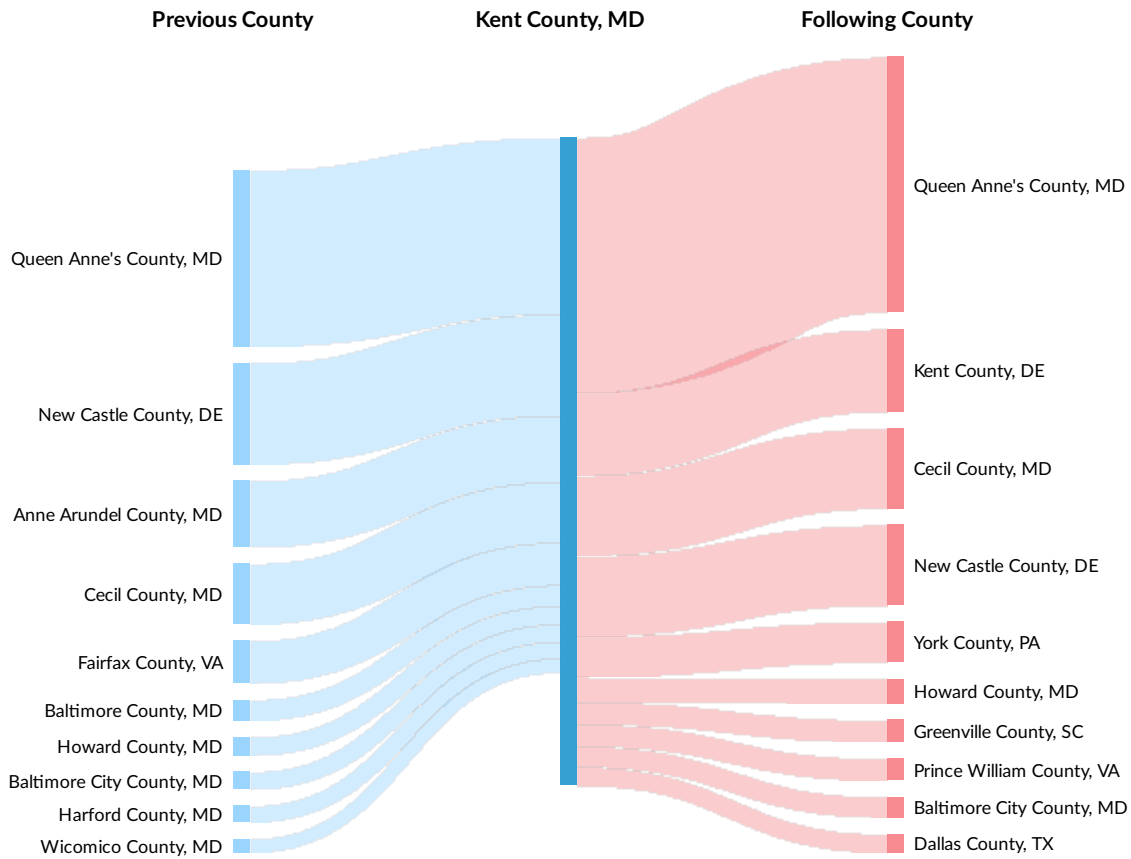 Previous County
Kent County, MD
Following County
Queen Anne's County, MD
New Castle County, DE
Anne Arundel County, MD
Cecil County, MD
Fairfax County, VA
Baltimore County, MD
Howard County, MD
Baltimore City County, MD
Harford County, MD
Wicomico County, MD
Queen Anne's County, MD
Kent County, DE
Cecil County, MD
New Castle County, DE
York County, PA
Howard County, MD
Greenville County, SC
Prince William County, VA
Baltimore City County, MD
Dallas County, TX